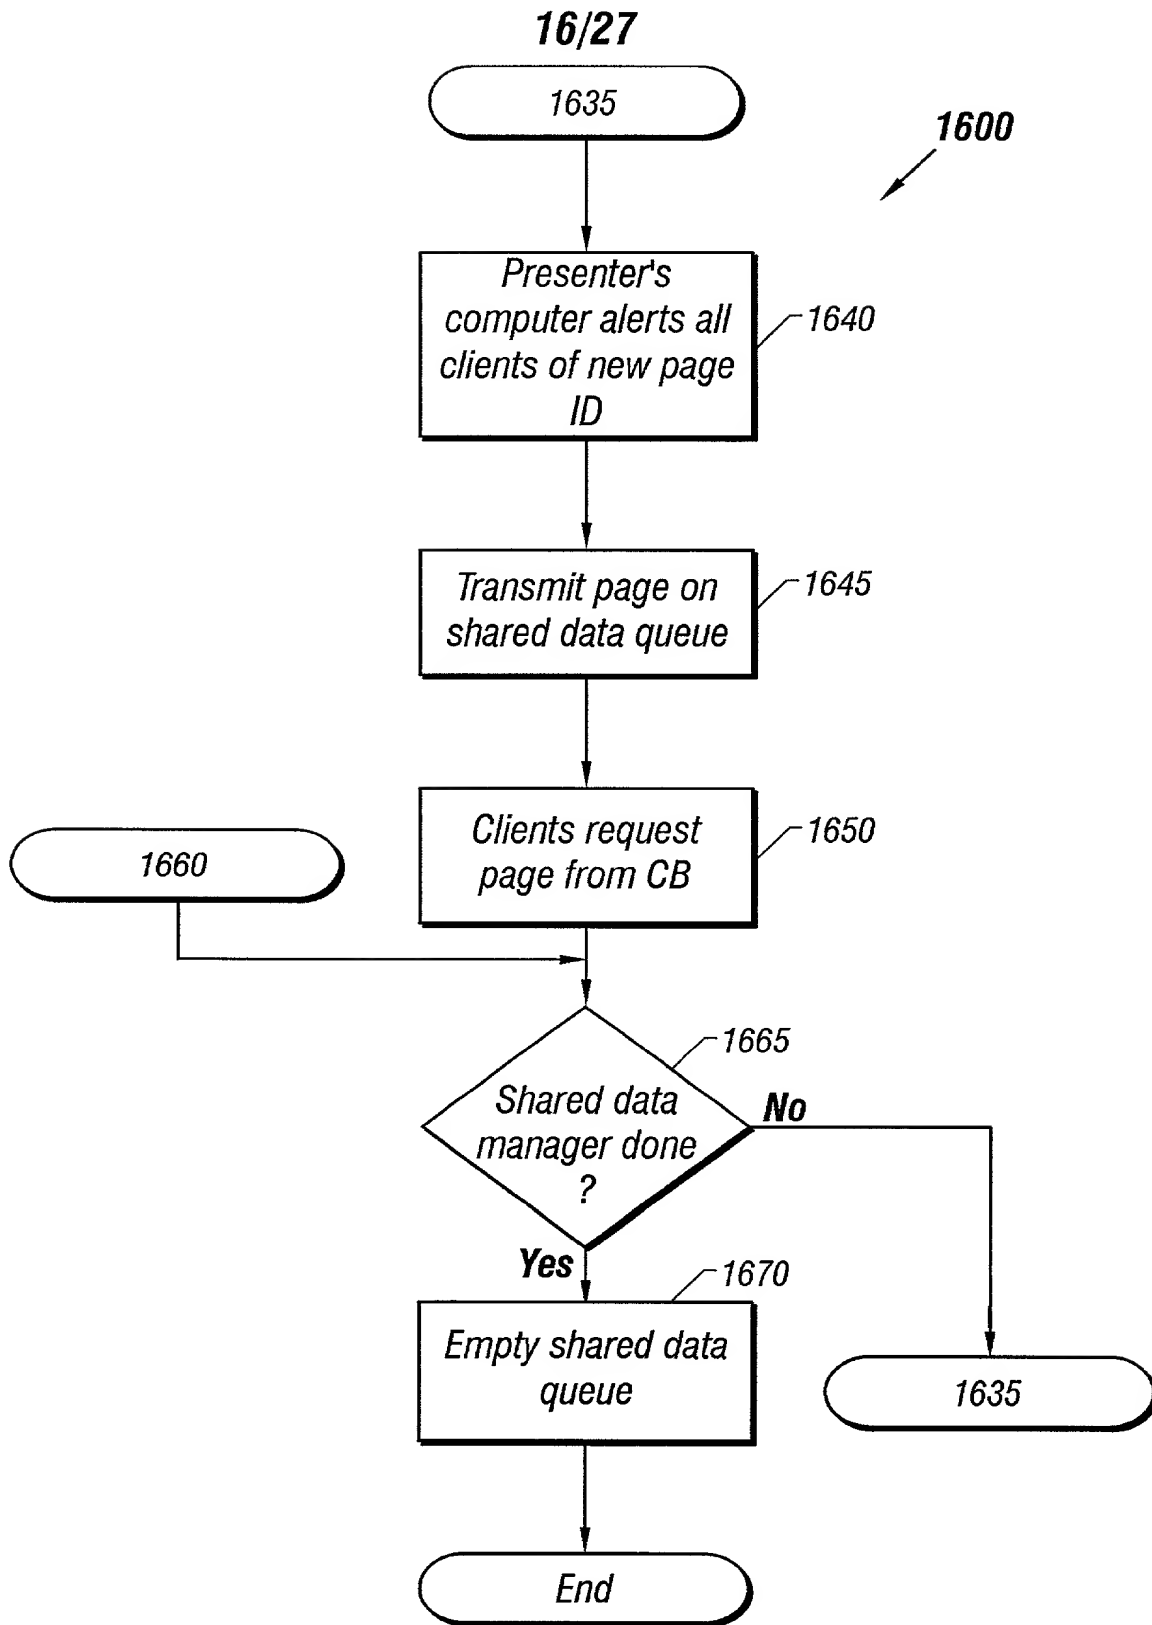 16/27
1635
1600
Presenter's
computer alerts all
clients of new page
ID
1640
Transmit page on
shared data queue
1645
Clients request
page from CB
1650
1660
Shared data
manager done
?
1665
No
Yes
1670
Empty shared data
queue
1635
End